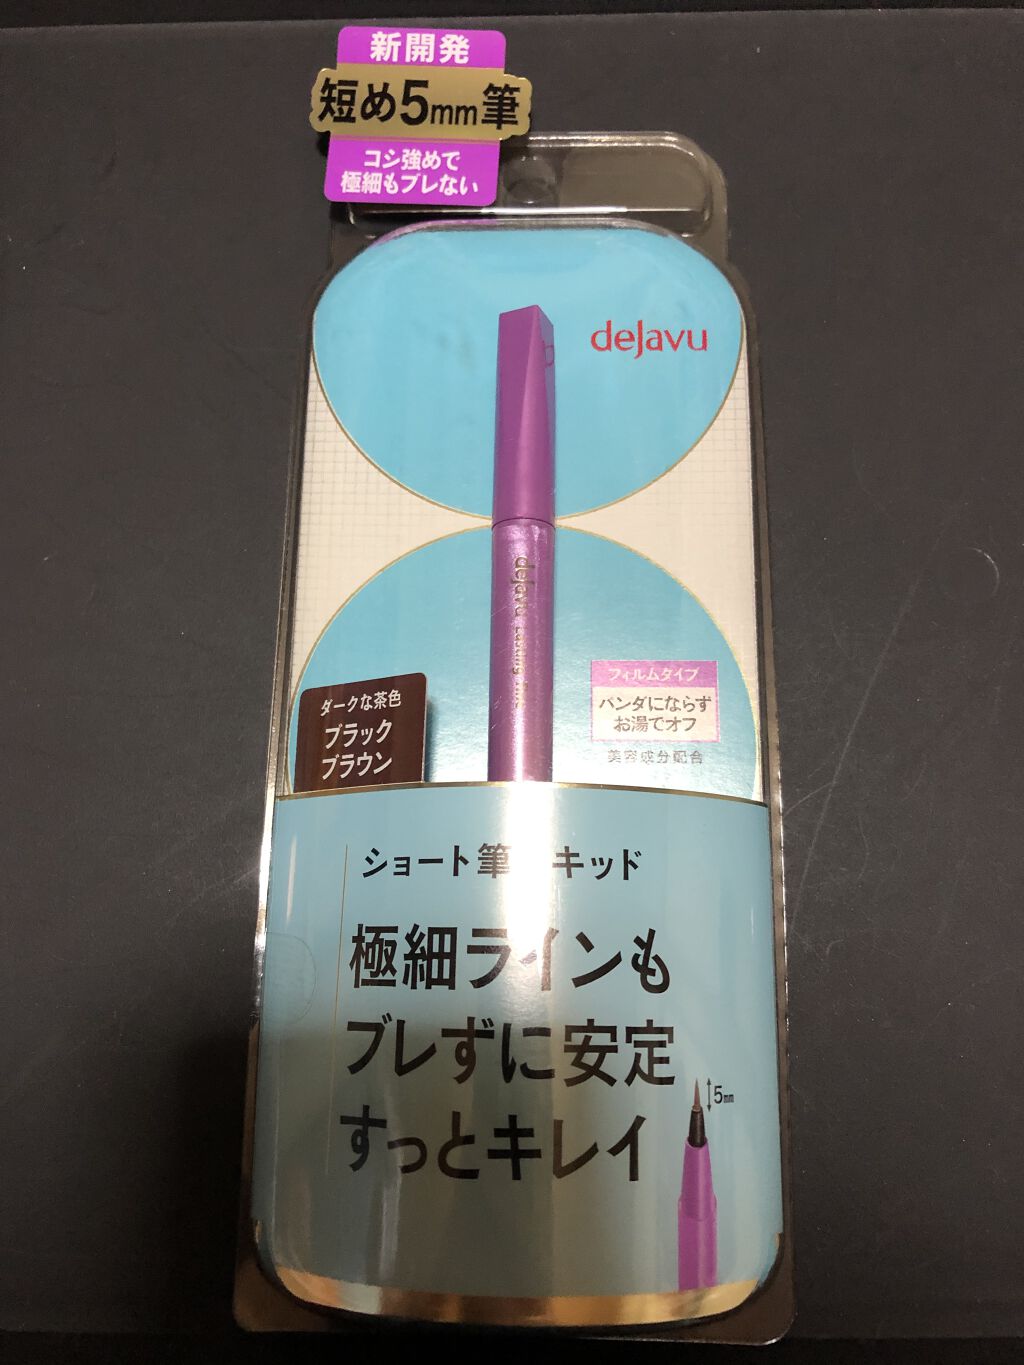 新開発
短め5mm筆
コシ強めで
極細もブレない
dejavu
dejavu Lasting
フィルムタイプ
パンダにならず
お湯でオフ
美容成分配合
ダークな茶色
ブラック
ブラウン
ショート筆 キッド
極細ラインも
ブレずに安定
すっとキレイ
5mm